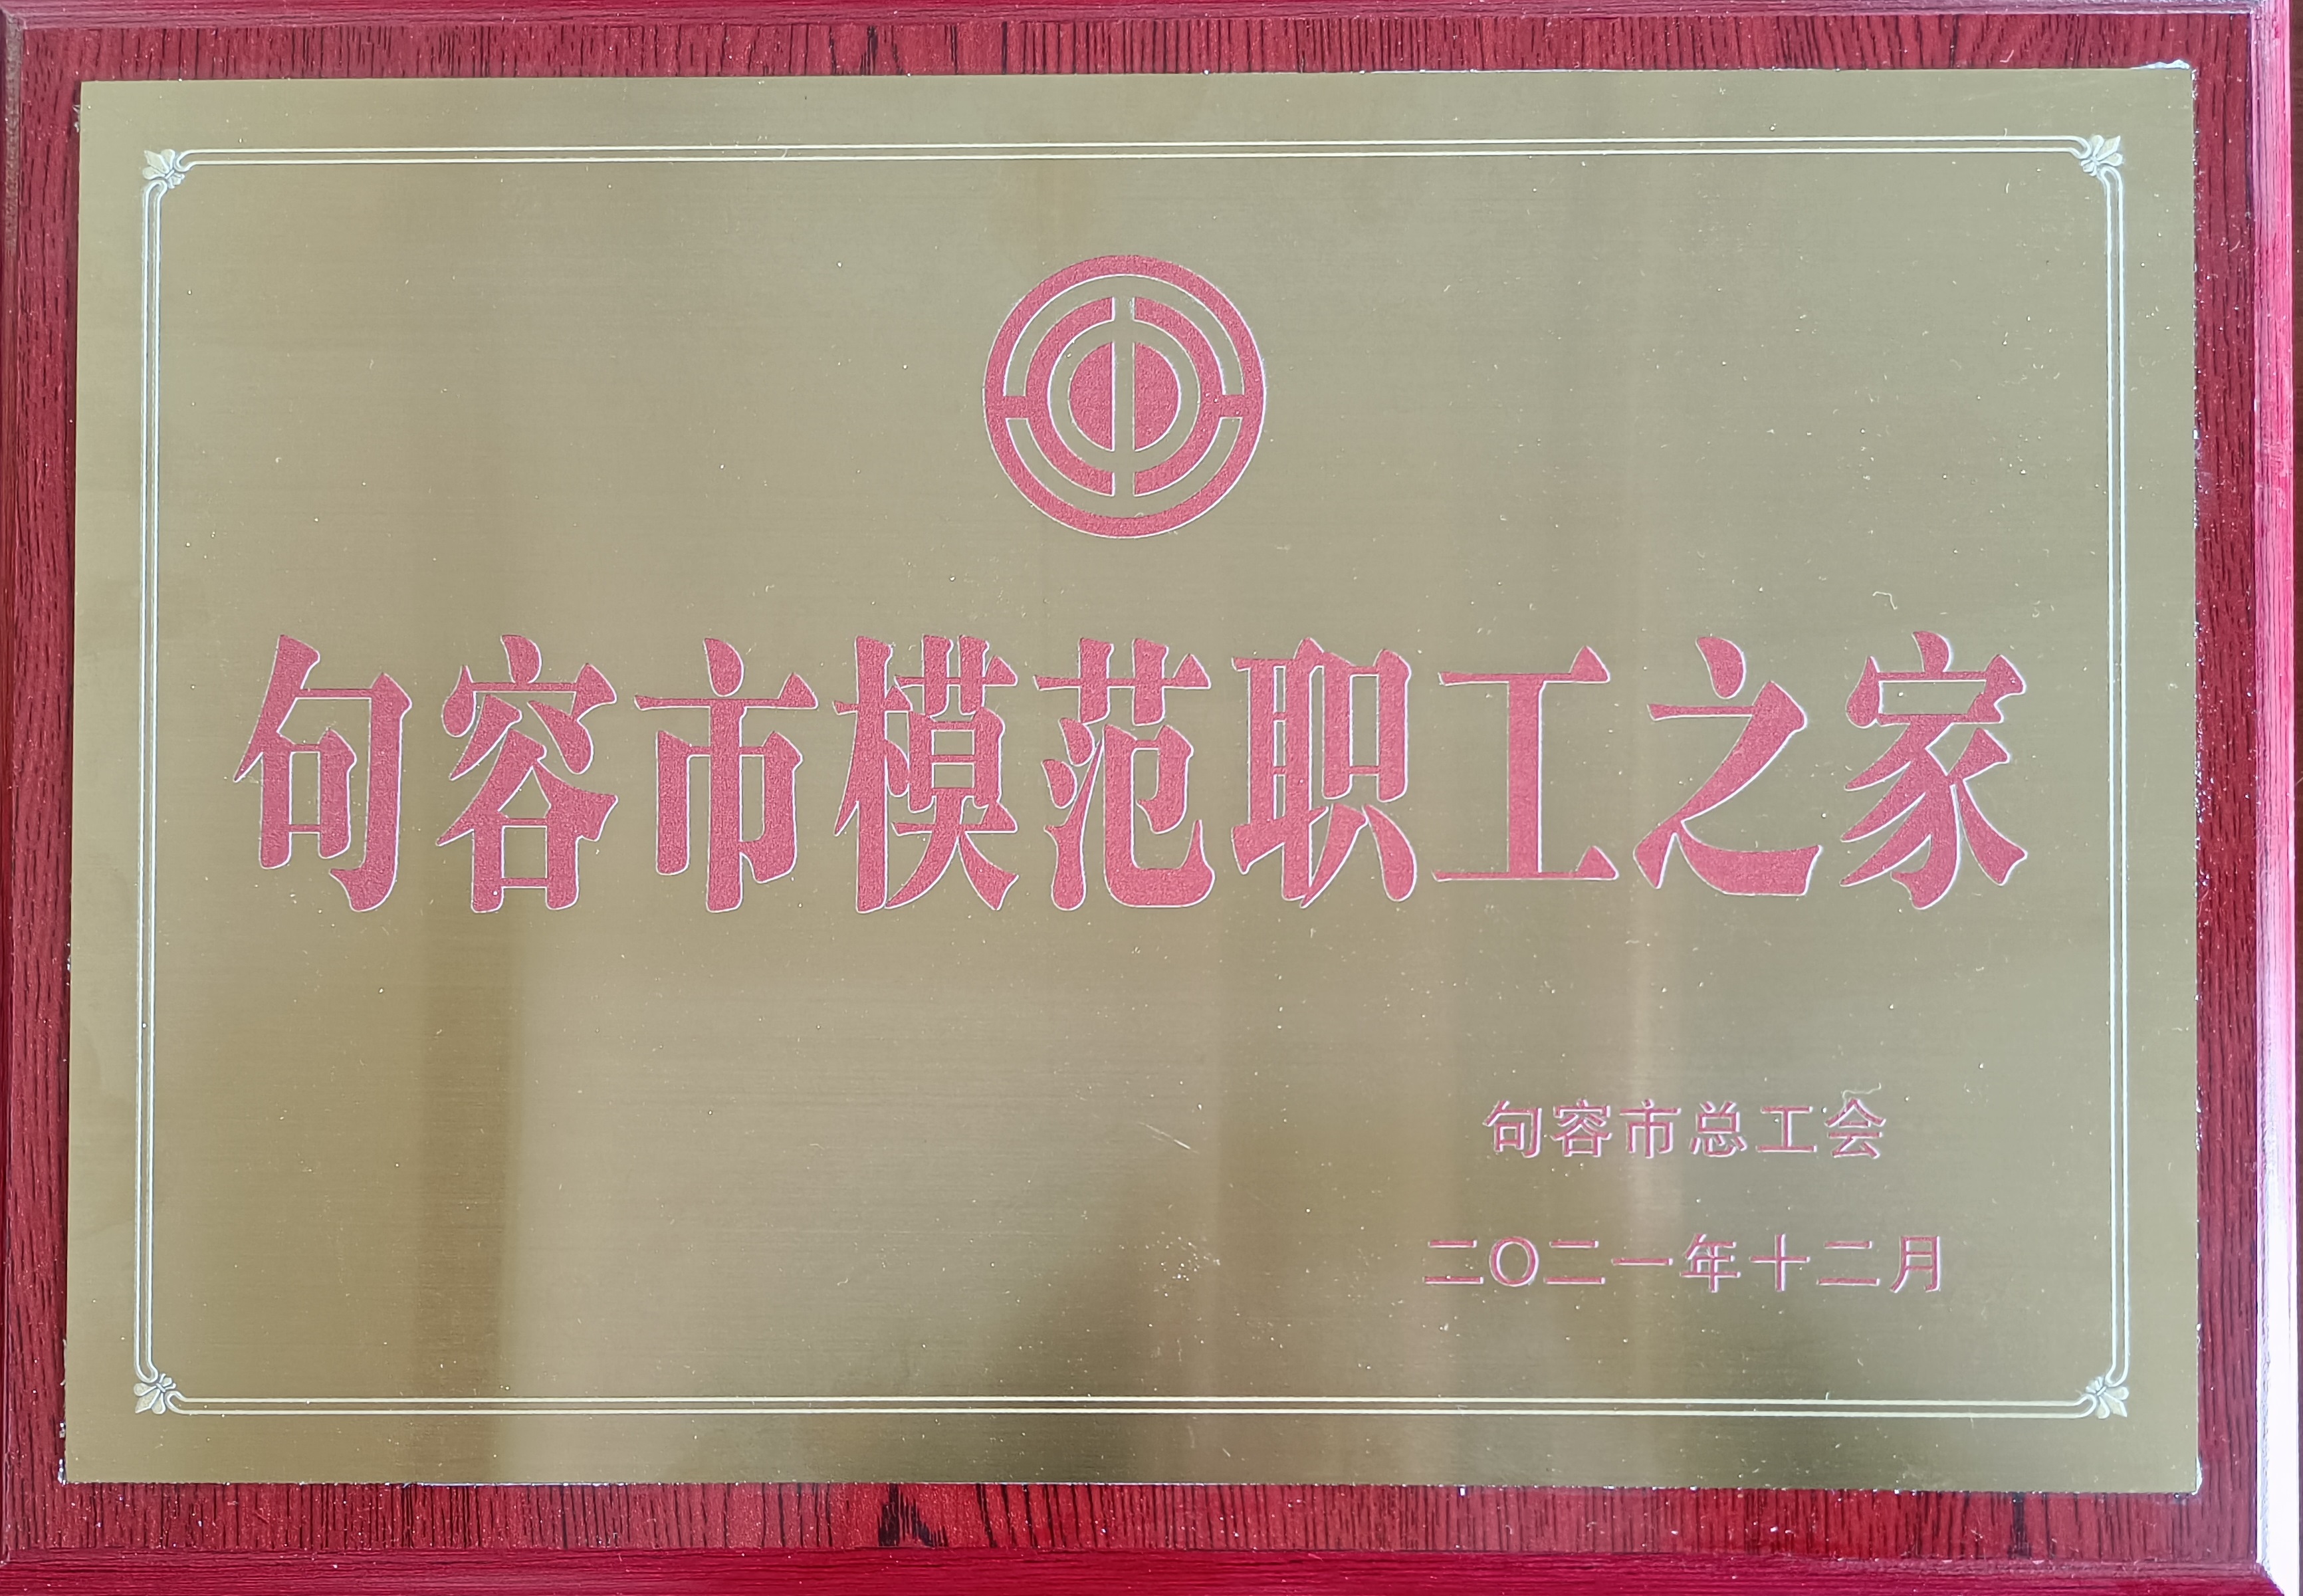 句容市模范职工之家
句容市总工会
二〇二一年十二月